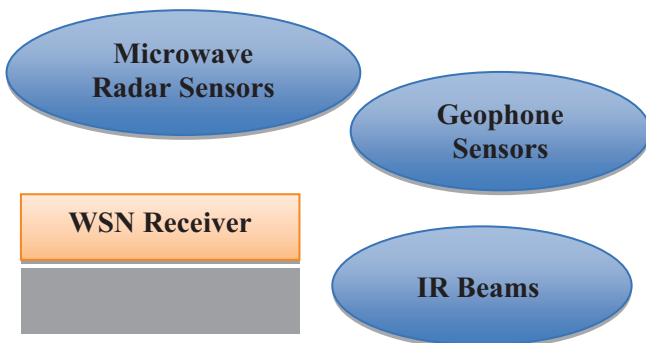 Microwave
Radar Sensors
Geophone
Sensors
WSN Receiver
IR Beams